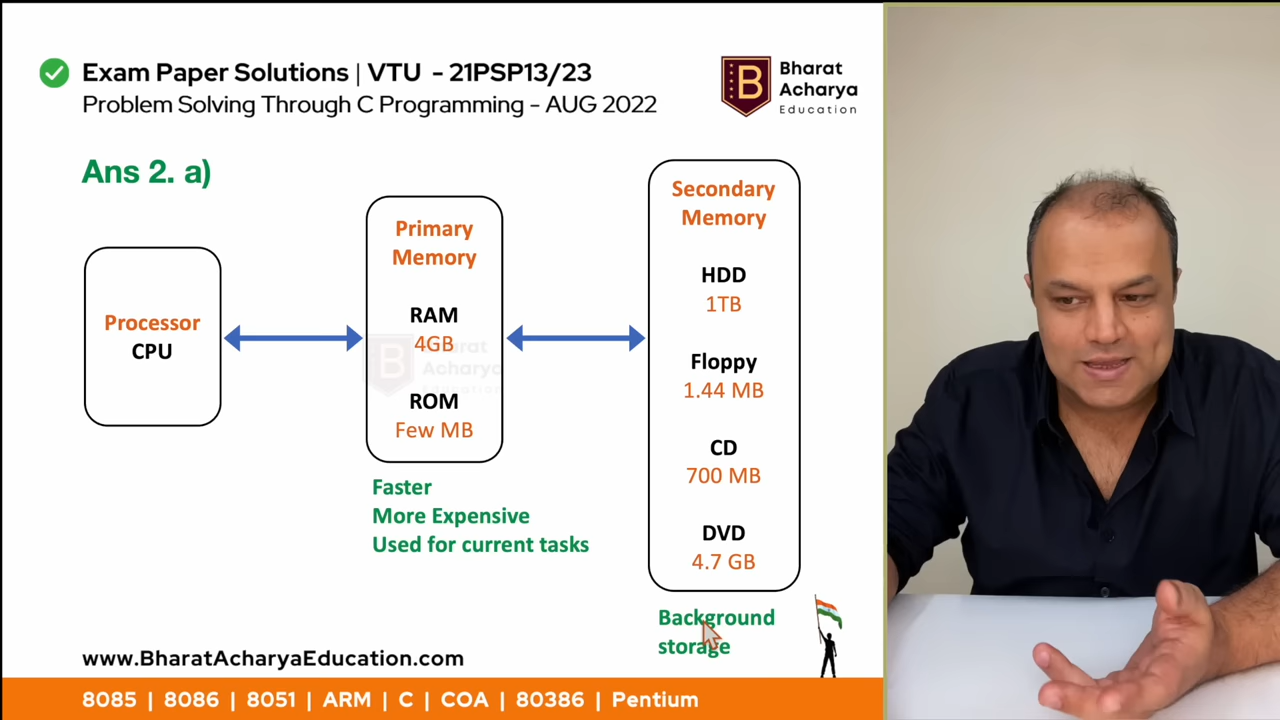 Exam Paper Solutions | VTU - 21PSP13/23
Problem Solving Through C Programming - AUG 2022
B
Bharat
Acharya
Education
Ans 2. a)
Processor
CPU
Primary
Memory
RAM
4GB
ROM
Few MB
B
Bharat
Acharya
Education
Faster
More Expensive
Used for current tasks
Secondary
Memory
HDD
1TB
Floppy
1.44 MB
CD
700 MB
DVD
4.7 GB
Background
storage
www.BharatAcharyaEducation.com
8085 | 8086 | 8051 | ARM | C | COA | 80386 | Pentium